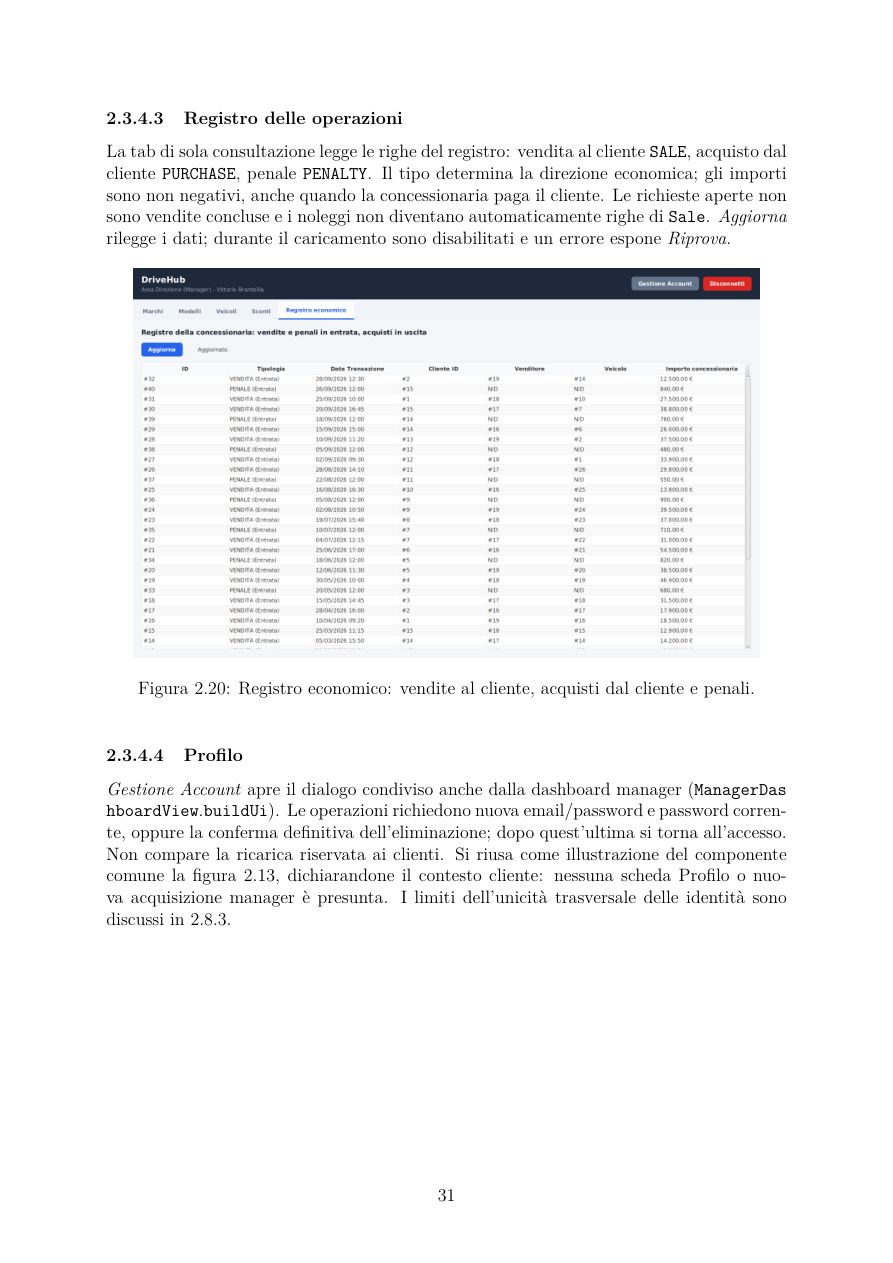 2.3.4.3 Registro delle operazioni
La tab di sola consultazione legge le righe del registro: vendita al cliente SALE, acquisto dal
cliente PURCHASE, penale PENALTY. Il tipo determina la direzione economica; gli importi
sono non negativi, anche quando la concessionaria paga il cliente. Le richieste aperte non
sono vendite concluse e i noleggi non diventano automaticamente righe di Sale. Aggiorna
rilegge i dati; durante il caricamento sono disabilitati e un errore espone Riprova.
DriveHub
Area Direzione (Manager) - Vittorio Brambilla
Gestione Account Disconnetti
Marchi Modelli Veicoli Sconti Registro economico
Registro della concessionaria: vendite e penali in entrata, acquisti in uscita
Aggiorna Aggiornato
ID Tipologia Data Transazione Cliente ID Venditore Veicolo Importo concessionaria
#32 VENDITA (Entrata) 28/09/2026 12:30 #2 #19 #14 12.500,00 €
#40 PENALE (Entrata) 26/09/2026 12:00 #15 N/D N/D 840,00 €
#31 VENDITA (Entrata) 25/09/2026 10:00 #1 #18 #10 27.500,00 €
#30 VENDITA (Entrata) 20/09/2026 16:45 #15 #17 #7 38.800,00 €
#39 PENALE (Entrata) 18/09/2026 12:00 #14 N/D N/D 760,00 €
#29 VENDITA (Entrata) 15/09/2026 15:00 #14 #16 #6 26.000,00 €
#28 VENDITA (Entrata) 10/09/2026 11:20 #13 #19 #2 37.500,00 €
#38 PENALE (Entrata) 05/09/2026 12:00 #12 N/D N/D 480,00 €
#27 VENDITA (Entrata) 02/09/2026 09:30 #12 #18 #1 33.900,00 €
#26 VENDITA (Entrata) 28/08/2026 14:10 #11 #17 #26 29.800,00 €
#37 PENALE (Entrata) 22/08/2026 12:00 #11 N/D N/D 550,00 €
#25 VENDITA (Entrata) 16/08/2026 16:30 #10 #16 #25 13.800,00 €
#36 PENALE (Entrata) 05/08/2026 12:00 #9 N/D N/D 900,00 €
#24 VENDITA (Entrata) 02/08/2026 10:50 #9 #19 #24 39.500,00 €
#23 VENDITA (Entrata) 19/07/2026 15:40 #8 #18 #23 37.000,00 €
#35 PENALE (Entrata) 10/07/2026 12:00 #7 N/D N/D 710,00 €
#22 VENDITA (Entrata) 04/07/2026 12:15 #7 #17 #22 31.000,00 €
#21 VENDITA (Entrata) 25/06/2026 17:00 #6 #16 #21 54.500,00 €
#34 PENALE (Entrata) 18/06/2026 12:00 #5 N/D N/D 820,00 €
#20 VENDITA (Entrata) 12/06/2026 11:30 #5 #19 #20 38.500,00 €
#19 VENDITA (Entrata) 30/05/2026 10:00 #4 #18 #19 46.900,00 €
#33 PENALE (Entrata) 20/05/2026 12:00 #3 N/D N/D 680,00 €
#18 VENDITA (Entrata) 15/05/2026 14:45 #3 #17 #18 31.500,00 €
#17 VENDITA (Entrata) 28/04/2026 16:00 #2 #16 #17 17.900,00 €
#16 VENDITA (Entrata) 10/04/2026 09:20 #1 #19 #16 18.500,00 €
#15 VENDITA (Entrata) 25/03/2026 11:15 #15 #18 #15 12.900,00 €
#14 VENDITA (Entrata) 05/03/2026 15:50 #14 #17 #14 14.200,00 €
Figura 2.20: Registro economico: vendite al cliente, acquisti dal cliente e penali.
2.3.4.4 Profilo
Gestione Account apre il dialogo condiviso anche dalla dashboard manager (ManagerDas
hboardView.buildUi). Le operazioni richiedono nuova email/password e password corren-
te, oppure la conferma definitiva dell'eliminazione; dopo quest'ultima si torna all'accesso.
Non compare la ricarica riservata ai clienti. Si riusa come illustrazione del componente
comune la figura 2.13, dichiarandone il contesto cliente: nessuna scheda Profilo o nuo-
va acquisizione manager è presunta. I limiti dell'unicità trasversale delle identità sono
discussi in 2.8.3.
31